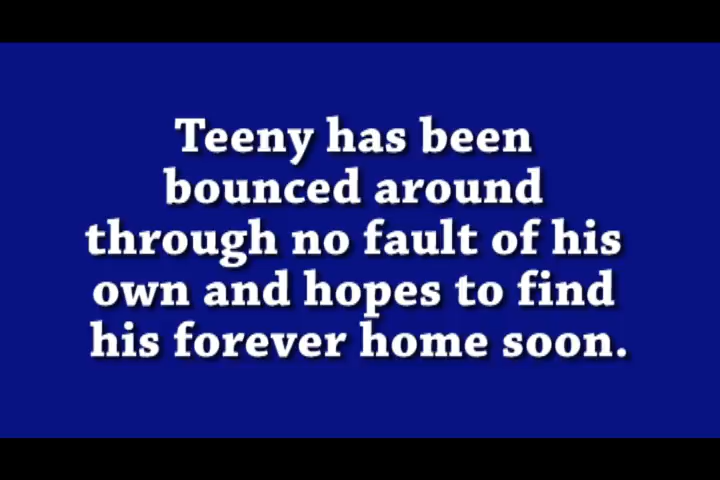 Teeny has been
bounced around
through no fault of his
own and hopes to find
his forever home soon.